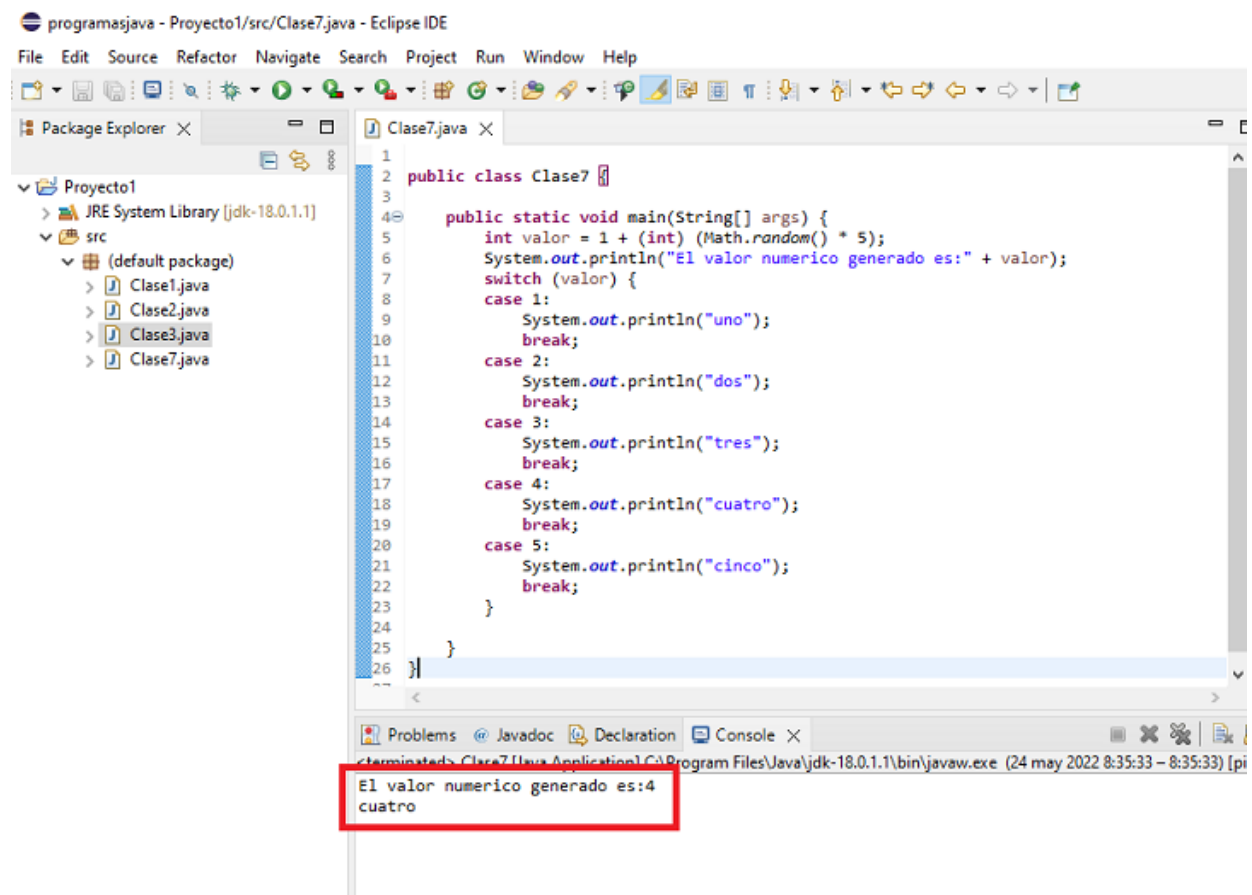 programasjava - Proyecto1/src/Clase7.java - Eclipse IDE
File Edit Source Refactor Navigate Search Project Run Window Help
Package Explorer
Proyecto1
JRE System Library [jdk-18.0.1.1]
src
(default package)
Clase1.java
Clase2.java
Clase3.java
Clase7.java
Clase7.java
1
2 public class Clase7 {
3
4 public static void main(String[] args) {
5 int valor = 1 + (int) (Math.random() * 5);
6 System.out.println("El valor numerico generado es:" + valor);
7 switch (valor) {
8 case 1:
9 System.out.println("uno");
10 break;
11 case 2:
12 System.out.println("dos");
13 break;
14 case 3:
15 System.out.println("tres");
16 break;
17 case 4:
18 System.out.println("cuatro");
19 break;
20 case 5:
21 System.out.println("cinco");
22 break;
23 }
24
25 }
26 }
Problems @ Javadoc Declaration Console
<terminated> Clase7 [Java Application] C:\Program Files\Java\jdk-18.0.1.1\bin\javaw.exe (24 may 2022 8:35:33 – 8:35:33) [pi
El valor numerico generado es:4
cuatro